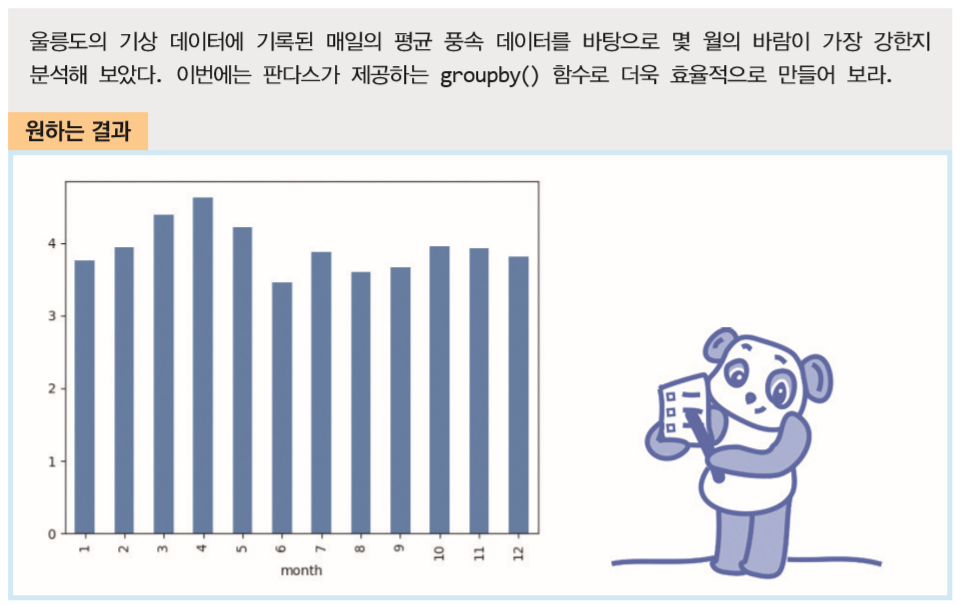 울릉도의 기상 데이터에 기록된 매일의 평균 풍속 데이터를 바탕으로 몇 월의 바람이 가장 강한지
분석해 보았다. 이번에는 판다스가 제공하는 groupby() 함수로 더욱 효율적으로 만들어 보라.
원하는 결과
4
3
2
1
0
1 2 3 4 5 6 7 8 9 10 11 12
month